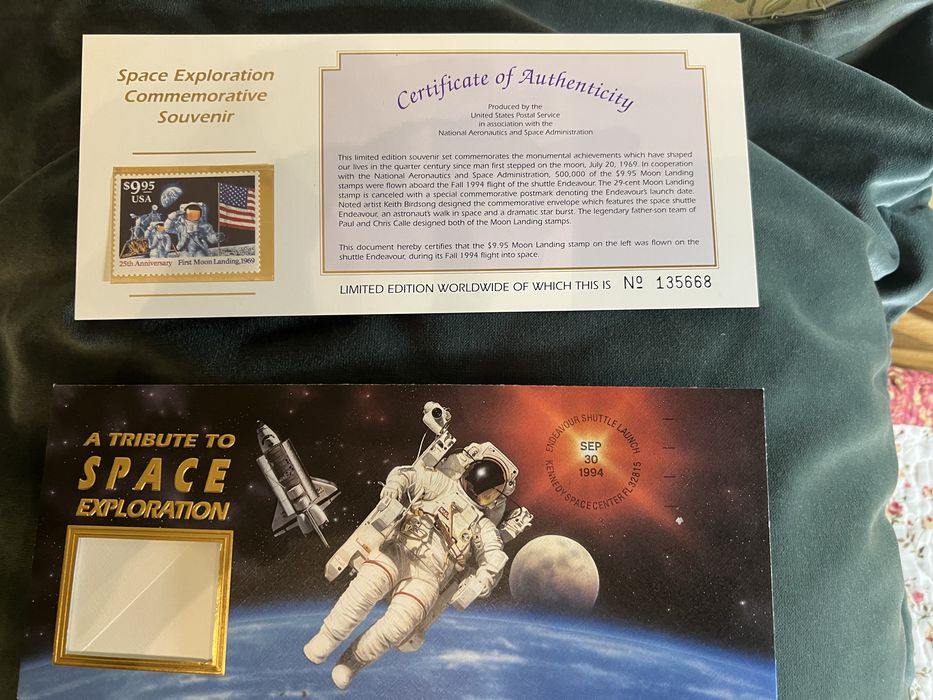 Space Exploration
Commemorative
Souvenir
$9.95
USA
25th Anniversary First Moon Landing, 1969
Certificate of Authenticity
Produced by the
United States Postal Service
in association with the
National Aeronautics and Space Administration
This limited edition souvenir set commemorates the monumental achievements which have shaped
our lives in the quarter century since man first stepped on the moon, July 20, 1969. In cooperation
with the National Aeronautics and Space Administration, 500,000 of the $9.95 Moon Landing
stamps were flown aboard the Fall 1994 flight of the shuttle Endeavour. The 29-cent Moon Landing
stamp is canceled with a special commemorative postmark denoting the Endeavour's launch date.
Noted artist Keith Birdsong designed the commemorative envelope which features the space shuttle
Endeavour, an astronaut's walk in space and a dramatic star burst. The legendary father-son team of
Paul and Chris Calle designed both of the Moon Landing stamps.
This document hereby certifies that the $9.95 Moon Landing stamp on the left was flown on the
shuttle Endeavour, during its Fall 1994 flight into space.
LIMITED EDITION WORLDWIDE OF WHICH THIS IS Nº 135668
A TRIBUTE TO
SPACE
EXPLORATION
ENDEAVOUR SHUTTLE LAUNCH
SEP
30
1994
KENNEDY SPACE CENTER FL 32815